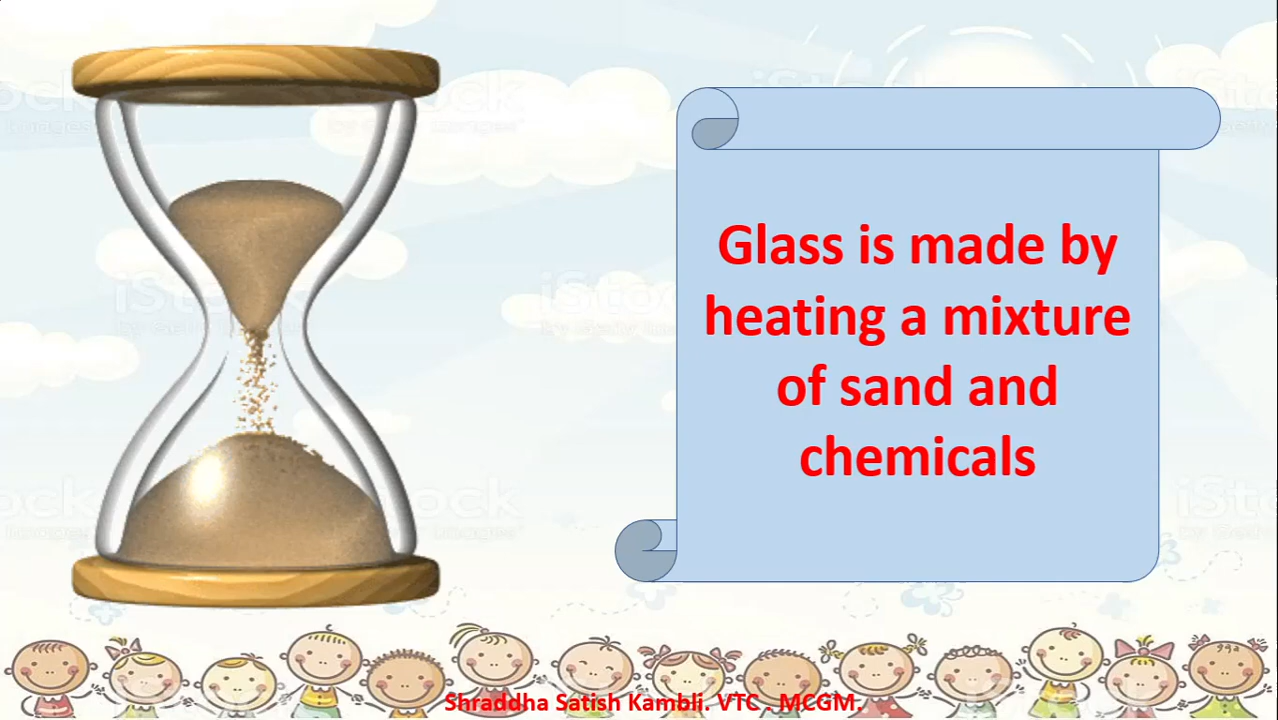 Glass is made by
heating a mixture
of sand and
chemicals
Shraddha Satish Kambli. VTC . MCGM.